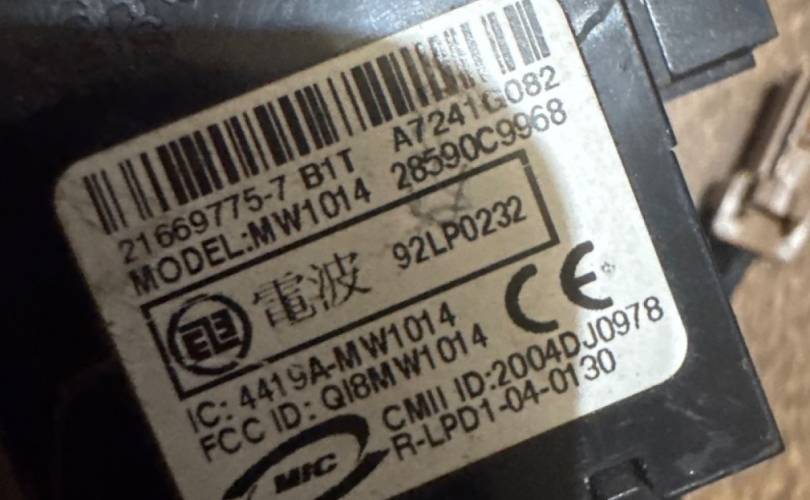 21669775-7 B1T A7241G082
MODEL:MW1014 28590C9968
電波 92LP0232
CE
IC: 4419A-MW1014
FCC ID: QI8MW1014
CMII ID:2004DJ0978
R-LPD1-04-0130
MIC